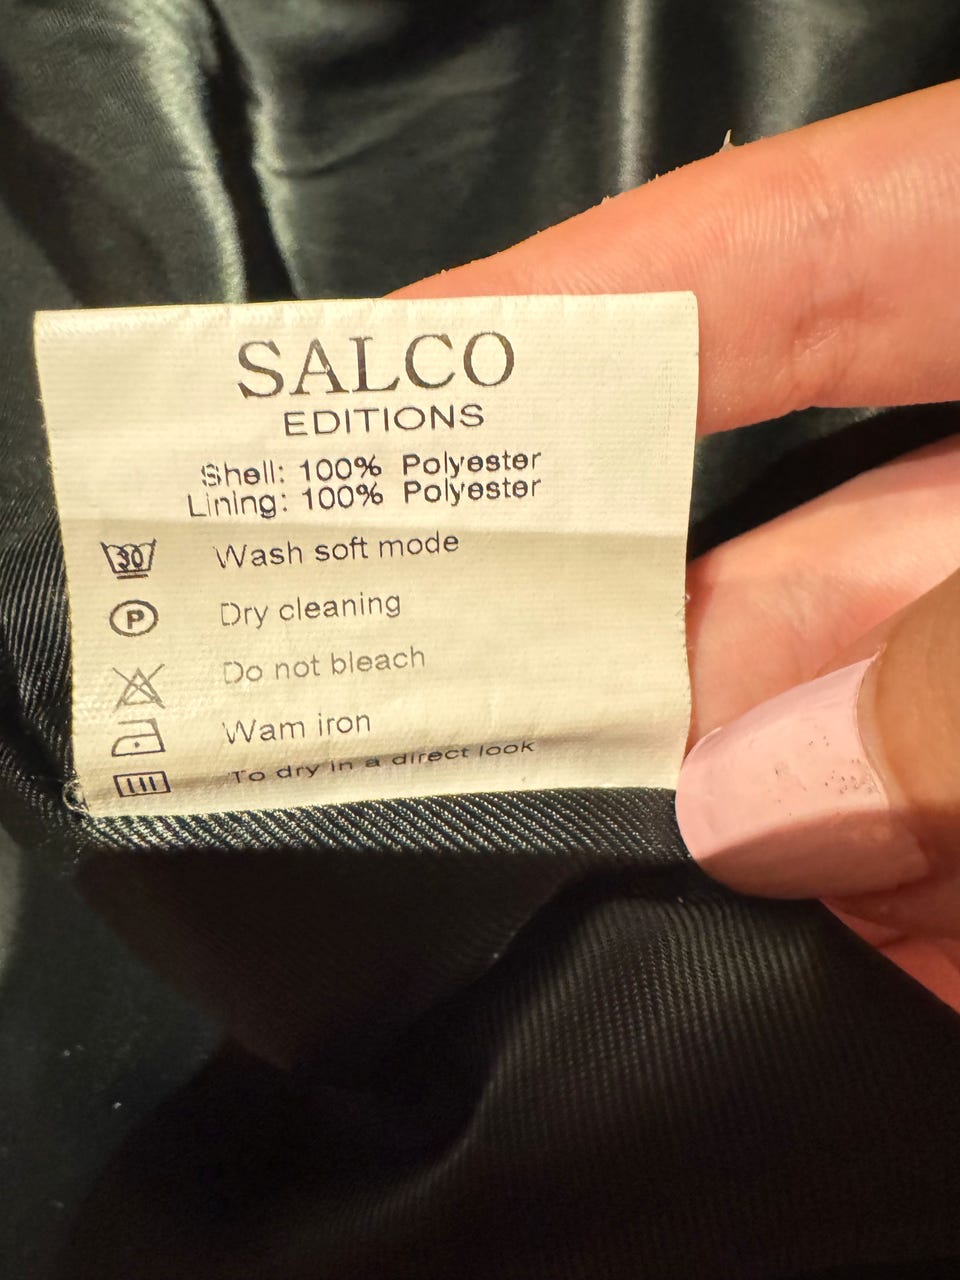 SALCO
EDITIONS
Shell: 100% Polyester
Lining: 100% Polyester
30 Wash soft mode
P Dry cleaning
Do not bleach
Wam iron
To dry in a direct look